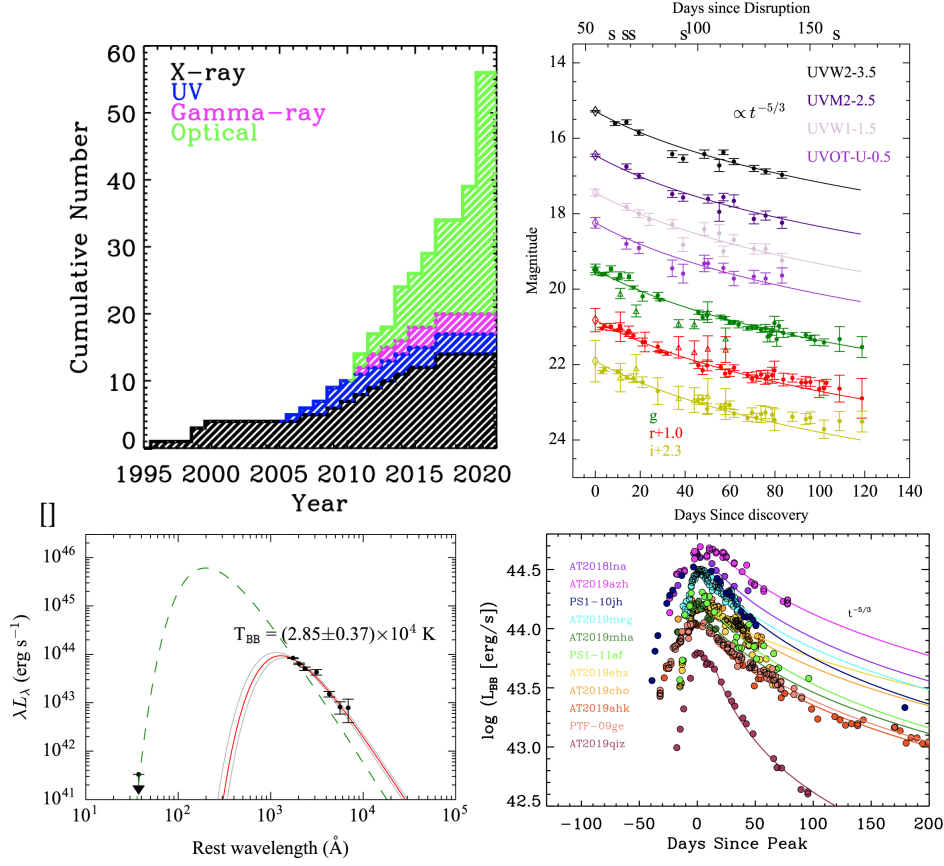 60
50
40
30
20
10
0
Cumulative Number
X-ray
UV
Gamma-ray
Optical
1995 2000 2005 2010 2015 2020
Year
Days since Disruption
50 100 150
S S S S S
14
16
18
20
22
24
Magnitude
∝ t^{-5/3}
UVW2-3.5
UVM2-2.5
UVW1-1.5
UVOT-U-0.5
g
r+1.0
i+2.3
0 20 40 60 80 100 120 140
Days Since discovery
[]
10^{46}
10^{45}
10^{44}
10^{43}
10^{42}
10^{41}
λL_λ (erg s^{-1})
T_{BB} = (2.85±0.37)×10^4 K
10^1 10^2 10^3 10^4 10^5
Rest wavelength (Å)
44.5
44.0
43.5
43.0
42.5
log (L_{BB} [erg/s])
AT2018lna
AT2019azh
PS1-10jh
AT2019meg
AT2019mha
PS1-11af
AT2019ehz
AT2019cho
AT2019ahk
PTF-09ge
AT2019qiz
t^{-5/3}
-100 -50 0 50 100 150 200
Days Since Peak